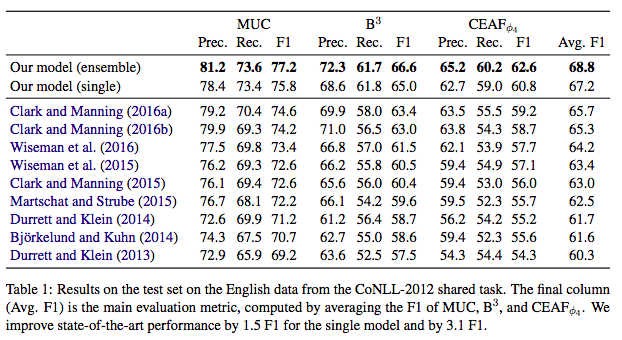 MUC B³ CEAFϕ₄
Prec. Rec. F1 Prec. Rec. F1 Prec. Rec. F1 Avg. F1
Our model (ensemble) 81.2 73.6 77.2 72.3 61.7 66.6 65.2 60.2 62.6 68.8
Our model (single) 78.4 73.4 75.8 68.6 61.8 65.0 62.7 59.0 60.8 67.2
Clark and Manning (2016a) 79.2 70.4 74.6 69.9 58.0 63.4 63.5 55.5 59.2 65.7
Clark and Manning (2016b) 79.9 69.3 74.2 71.0 56.5 63.0 63.8 54.3 58.7 65.3
Wiseman et al. (2016) 77.5 69.8 73.4 66.8 57.0 61.5 62.1 53.9 57.7 64.2
Wiseman et al. (2015) 76.2 69.3 72.6 66.2 55.8 60.5 59.4 54.9 57.1 63.4
Clark and Manning (2015) 76.1 69.4 72.6 65.6 56.0 60.4 59.4 53.0 56.0 63.0
Martschat and Strube (2015) 76.7 68.1 72.2 66.1 54.2 59.6 59.5 52.3 55.7 62.5
Durrett and Klein (2014) 72.6 69.9 71.2 61.2 56.4 58.7 56.2 54.2 55.2 61.7
Björkelund and Kuhn (2014) 74.3 67.5 70.7 62.7 55.0 58.6 59.4 52.3 55.6 61.6
Durrett and Klein (2013) 72.9 65.9 69.2 63.6 52.5 57.5 54.3 54.4 54.3 60.3
Table 1: Results on the test set on the English data from the CoNLL-2012 shared task. The final column
(Avg. F1) is the main evaluation metric, computed by averaging the F1 of MUC, B³, and CEAFϕ₄. We
improve state-of-the-art performance by 1.5 F1 for the single model and by 3.1 F1.